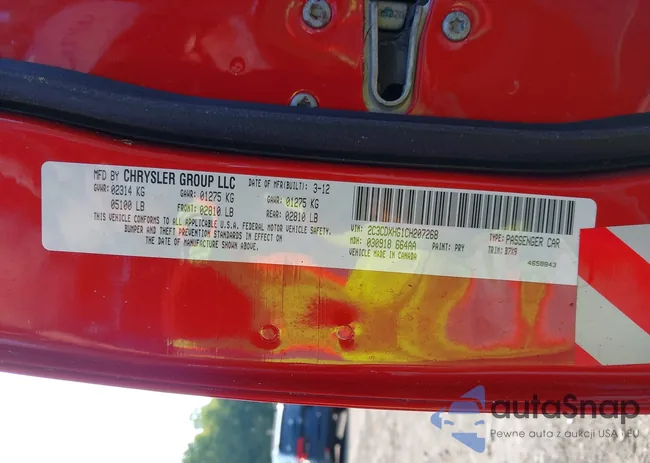 MFD BY CHRYSLER GROUP LLC DATE OF MFR(BUILT): 3-12
GVWR: 02314 KG GAWR: 01275 KG GAWR: 01275 KG
05100 LB FRONT: 02810 LB REAR: 02810 LB
THIS VEHICLE CONFORMS TO ALL APPLICABLE U.S.A. FEDERAL MOTOR VEHICLE SAFETY,
BUMPER AND THEFT PREVENTION STANDARDS IN EFFECT
ON THE DATE OF MANUFACTURE SHOWN ABOVE.
VIN: 2C3CDXHG1CH207268 TYPE: PASSENGER CAR
MDH: 030918 664AA PAINT: PRY TRIM: B7X9
VEHICLE MADE IN CANADA
4658843
autoSnap
Pewne auta z aukcji USA i EU